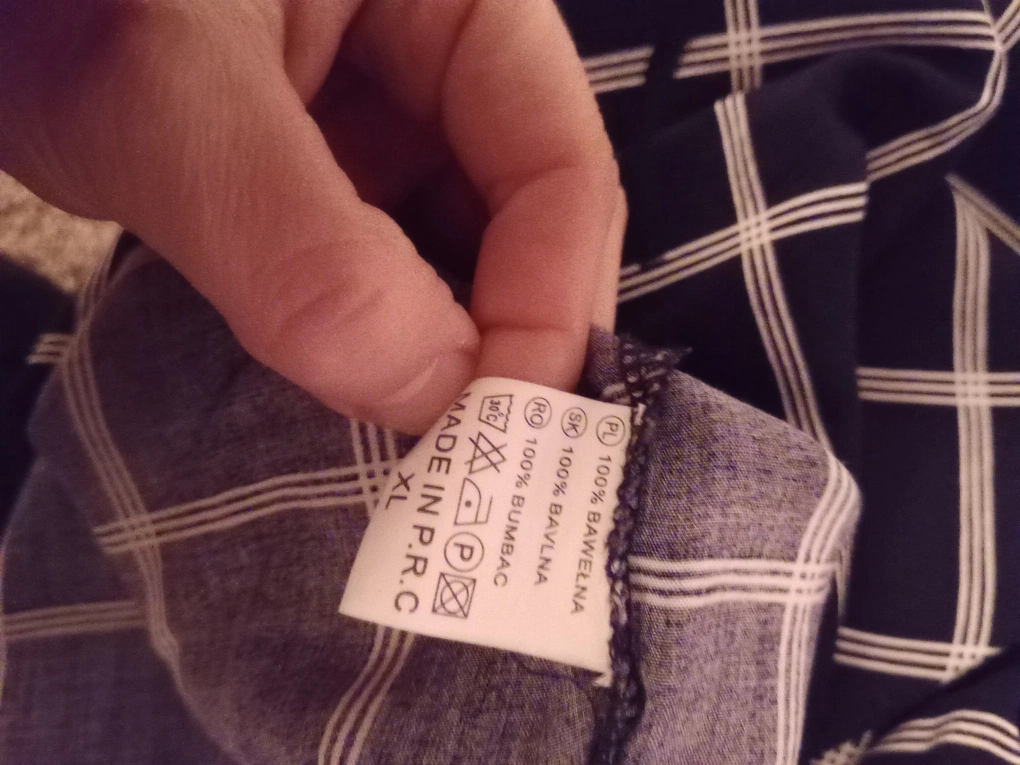 PL 100% BAWEŁNA
SK 100% BAVLNA
RO 100% BUMBAC
30°C P
MADE IN P.R.C
XL